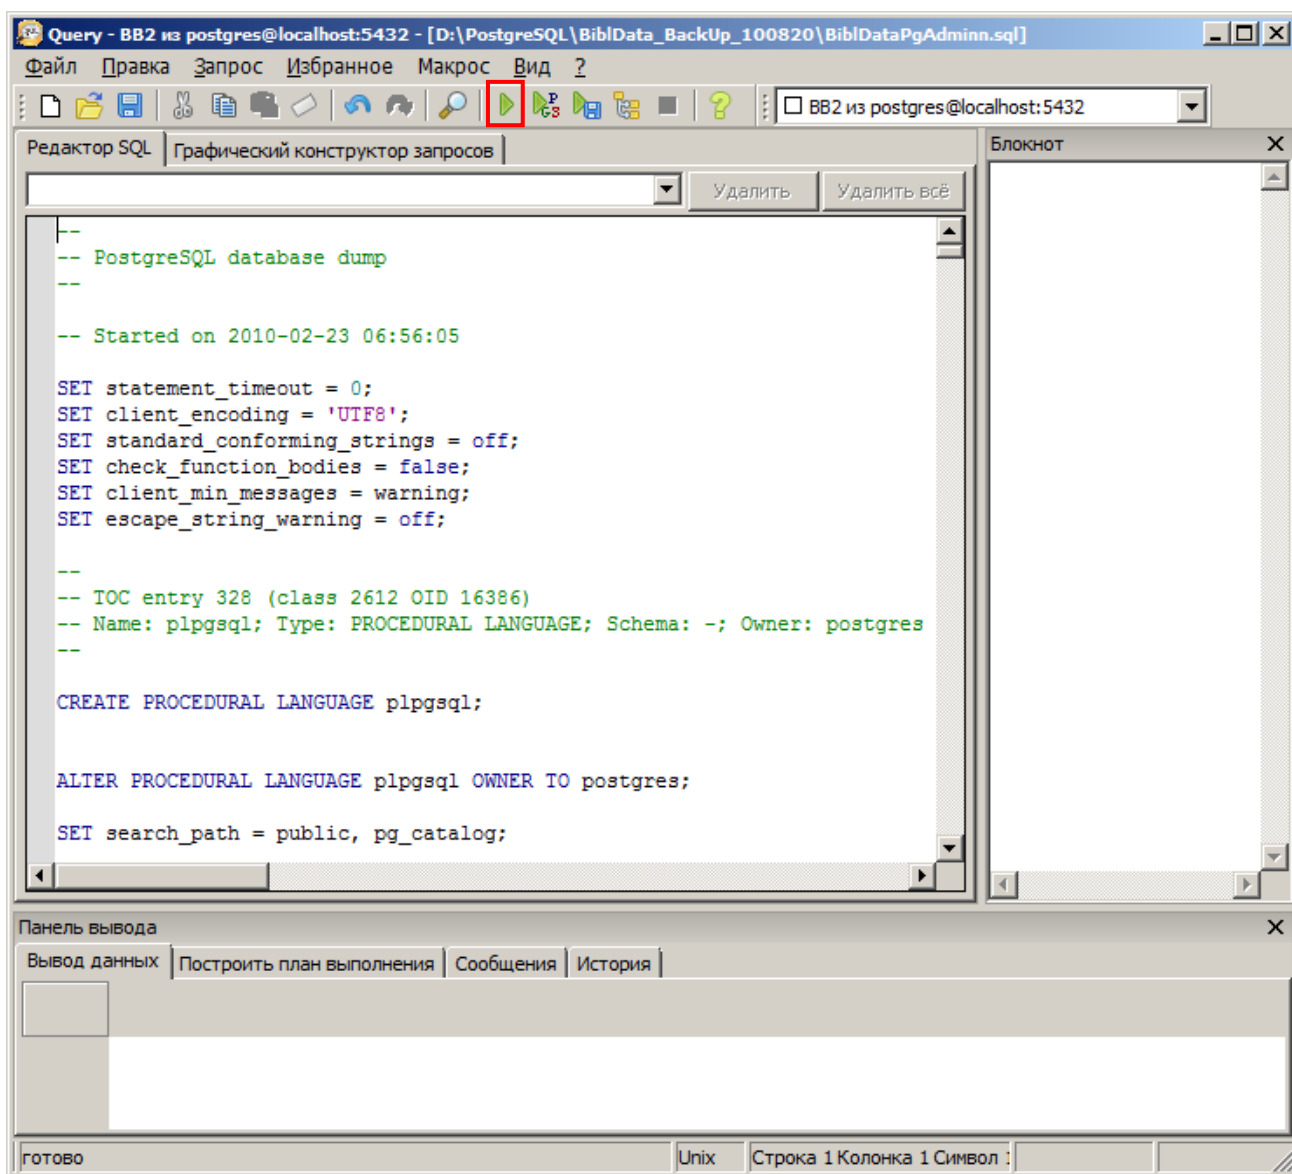 Query - BB2 из postgres@localhost:5432 - [D:\PostgreSQL\BiblData_BackUp_100820\BiblDataPgAdminn.sql]
Файл Правка Запрос Избранное Макрос Вид ?
BB2 из postgres@localhost:5432
Редактор SQL Графический конструктор запросов
Блокнот
Удалить Удалить всё
--
-- PostgreSQL database dump
--
-- Started on 2010-02-23 06:56:05
SET statement_timeout = 0;
SET client_encoding = 'UTF8';
SET standard_conforming_strings = off;
SET check_function_bodies = false;
SET client_min_messages = warning;
SET escape_string_warning = off;
--
-- TOC entry 328 (class 2612 OID 16386)
-- Name: plpgsql; Type: PROCEDURAL LANGUAGE; Schema: -; Owner: postgres
--
CREATE PROCEDURAL LANGUAGE plpgsql;
ALTER PROCEDURAL LANGUAGE plpgsql OWNER TO postgres;
SET search_path = public, pg_catalog;
Панель вывода
Вывод данных Построить план выполнения Сообщения История
готово
Unix
Строка 1 Колонка 1 Символ 1